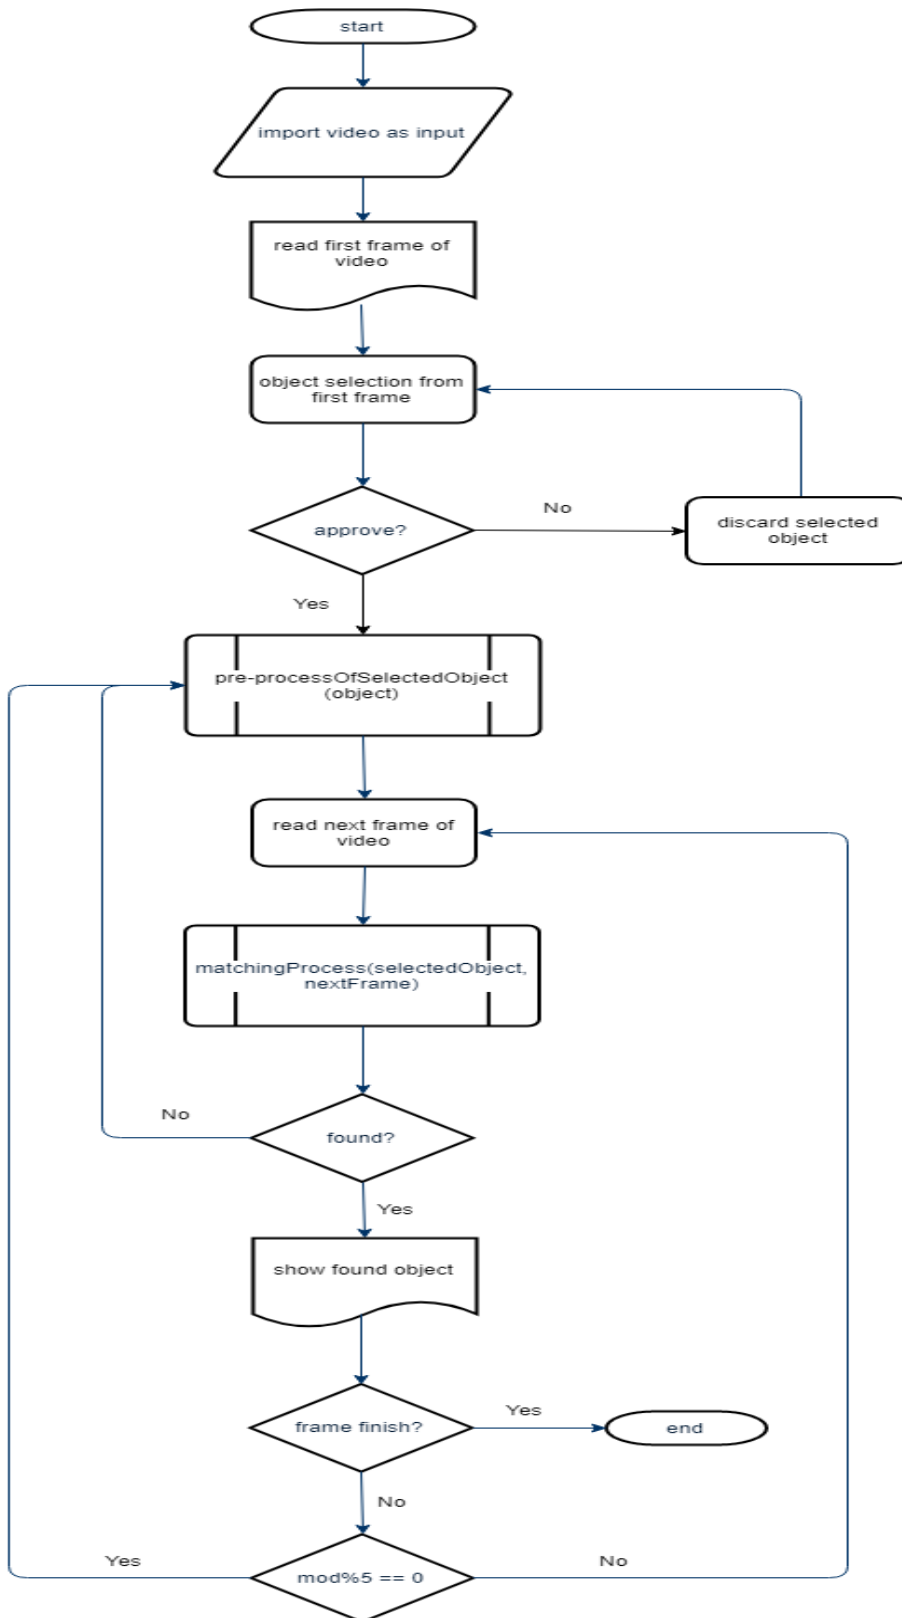 start
import video as input
read first frame of
video
object selection from
first frame
approve?
No
discard selected
object
Yes
pre-processOfSelectedObject
(object)
read next frame of
video
matchingProcess(selectedObject,
nextFrame)
No
found?
Yes
show found object
frame finish?
Yes
end
No
Yes
mod%5 == 0
No